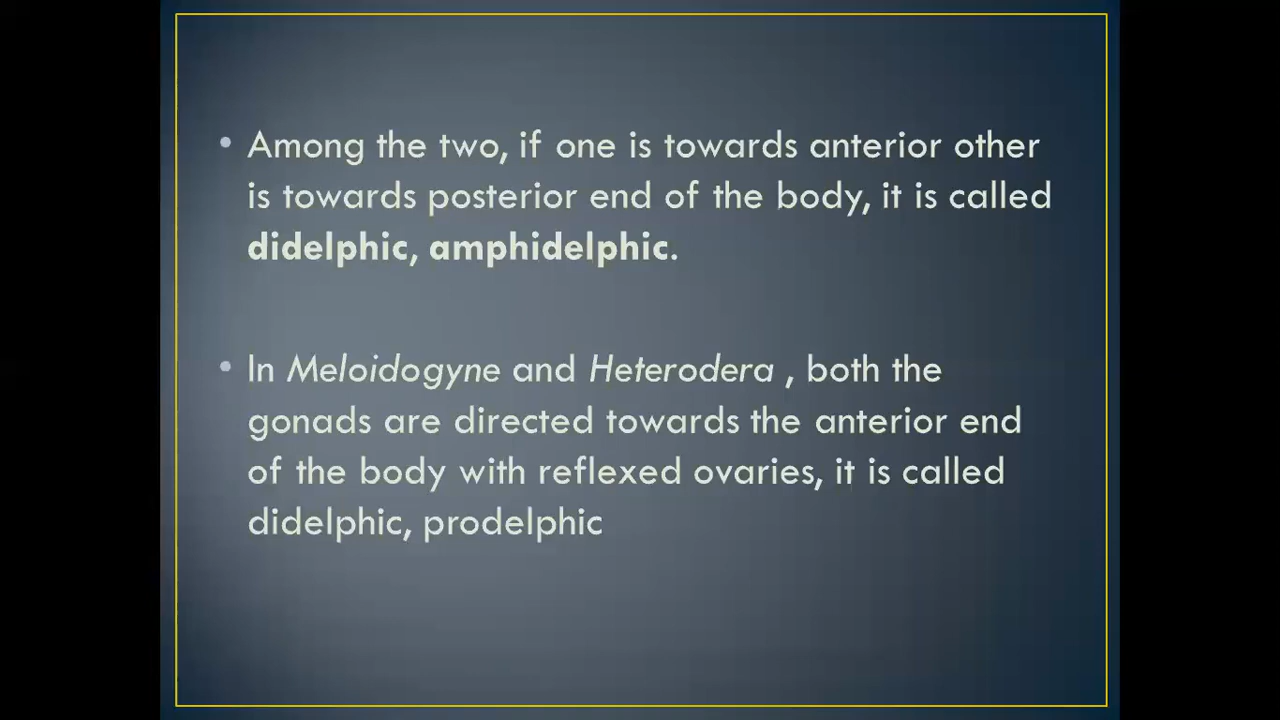 • Among the two, if one is towards anterior other
is towards posterior end of the body, it is called
didelphic, amphidelphic.
• In Meloidogyne and Heterodera , both the
gonads are directed towards the anterior end
of the body with reflexed ovaries, it is called
didelphic, prodelphic